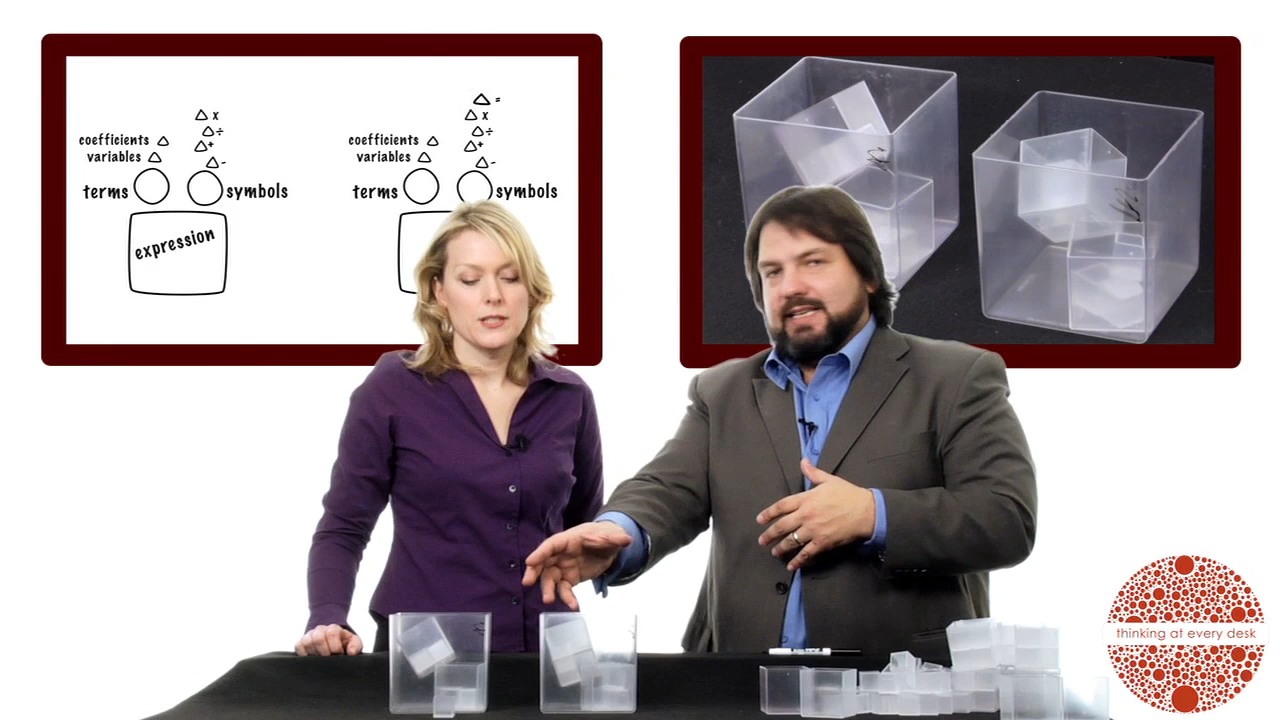 coefficients △
variables △
terms
△ x
△ ÷
△ +
△ -
symbols
expression
coefficients △
variables △
terms
△ =
△ x
△ ÷
△ +
△ -
symbols
thinking at every desk